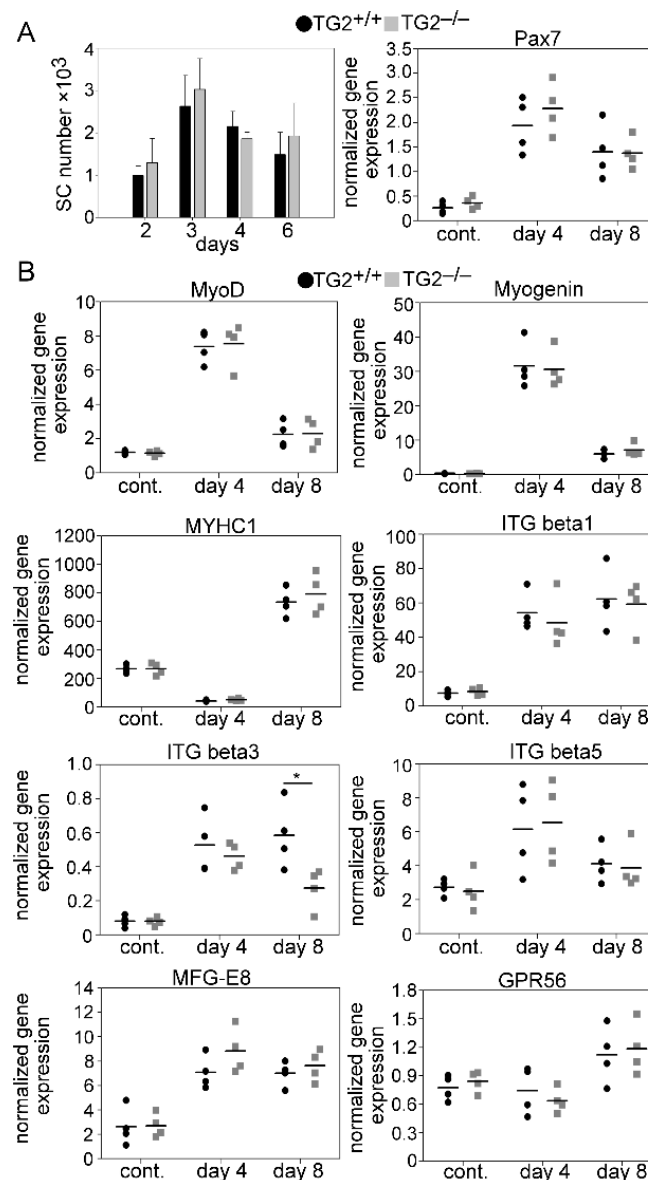 A
●TG2+/+ ■TG2−/−
SC number ×10³
4
3
2
1
0
2 3 4 6
days
Pax7
normalized gene expression
3.5
3.0
2.5
2.0
1.5
1.0
0.5
0
cont. day 4 day 8
B
●TG2+/+ ■TG2−/−
MyoD
normalized gene expression
10
8
6
4
2
0
cont. day 4 day 8
Myogenin
normalized gene expression
50
40
30
20
10
0
cont. day 4 day 8
MYHC1
normalized gene expression
1200
1000
800
600
400
200
0
cont. day 4 day 8
ITG beta1
normalized gene expression
100
80
60
40
20
0
cont. day 4 day 8
ITG beta3
normalized gene expression
1.0
0.8
0.6
0.4
0.2
0
*
cont. day 4 day 8
ITG beta5
normalized gene expression
10
8
6
4
2
0
cont. day 4 day 8
MFG-E8
normalized gene expression
14
12
10
8
6
4
2
0
cont. day 4 day 8
GPR56
normalized gene expression
1.8
1.5
1.2
0.9
0.6
0.3
0.0
cont. day 4 day 8